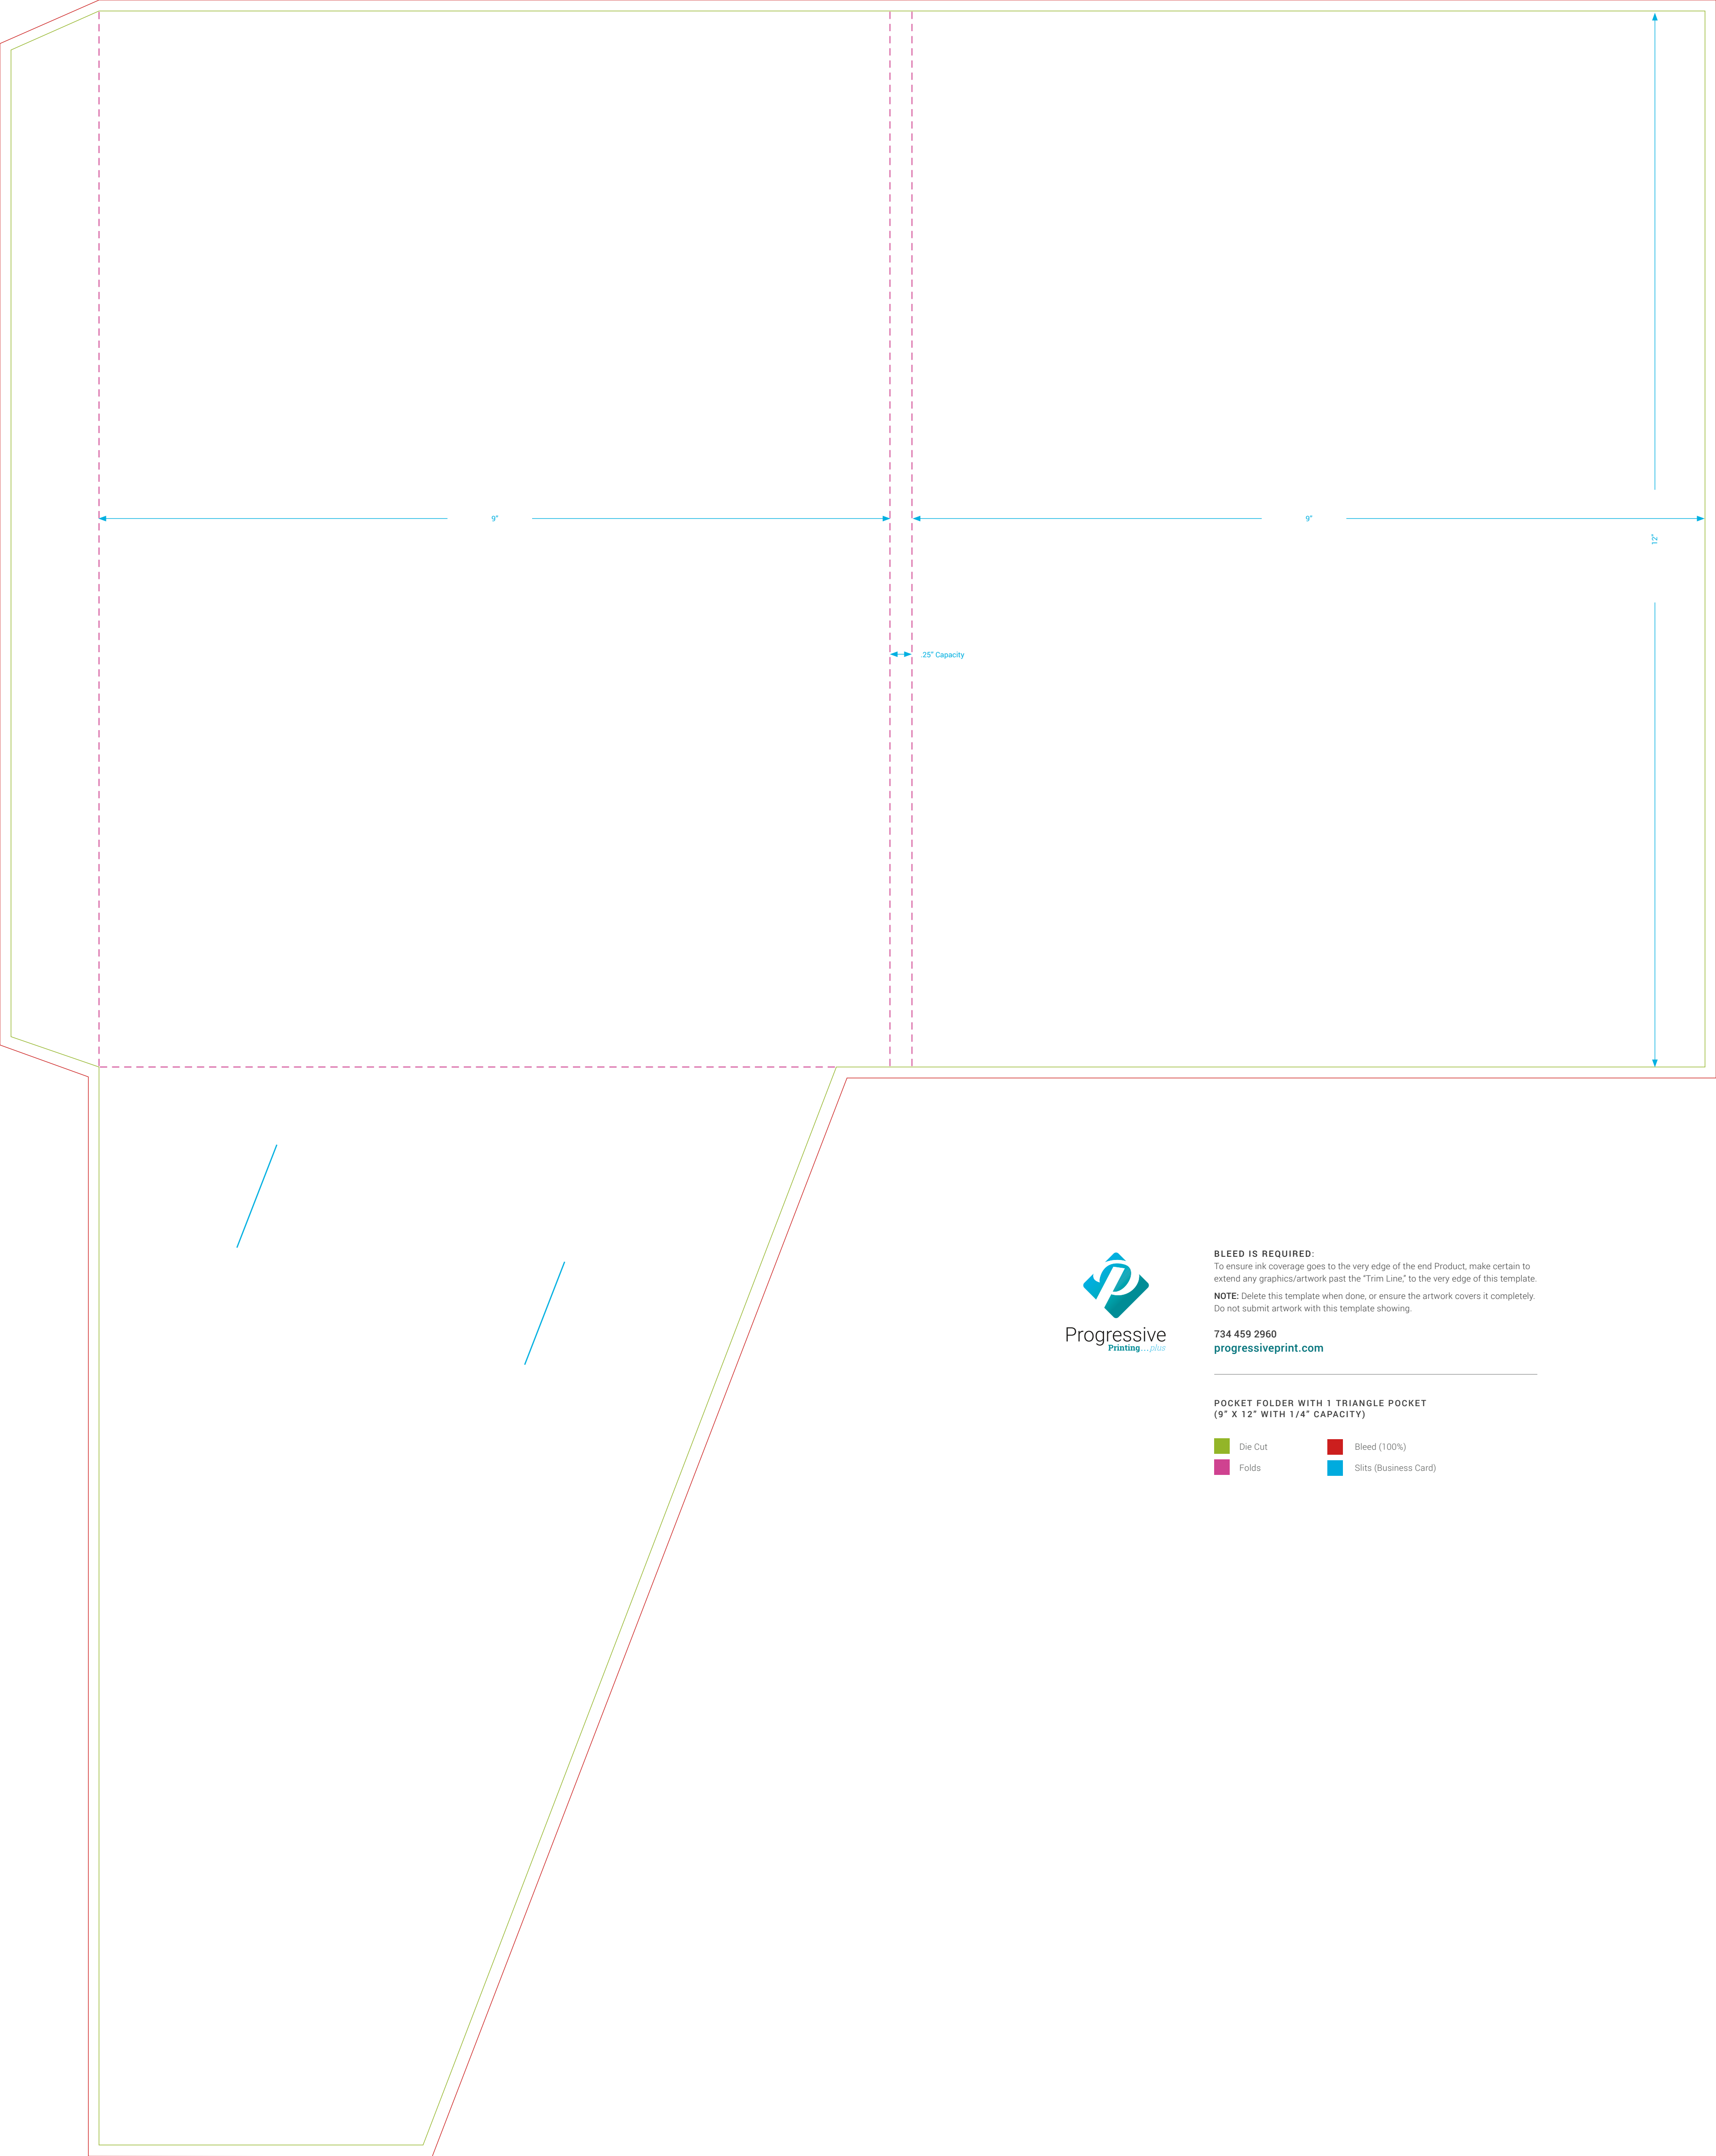 9”
9”
12”
.25” Capacity
BLEED IS REQUIRED:
To ensure ink coverage goes to the very edge of the end Product, make certain to
extend any graphics/artwork past the “Trim Line,” to the very edge of this template.
NOTE: Delete this template when done, or ensure the artwork covers it completely.
Do not submit artwork with this template showing.
Progressive
Printing...plus
734 459 2960
progressiveprint.com
POCKET FOLDER WITH 1 TRIANGLE POCKET
(9” X 12” WITH 1/4” CAPACITY)
Die Cut
Bleed (100%)
Folds
Slits (Business Card)